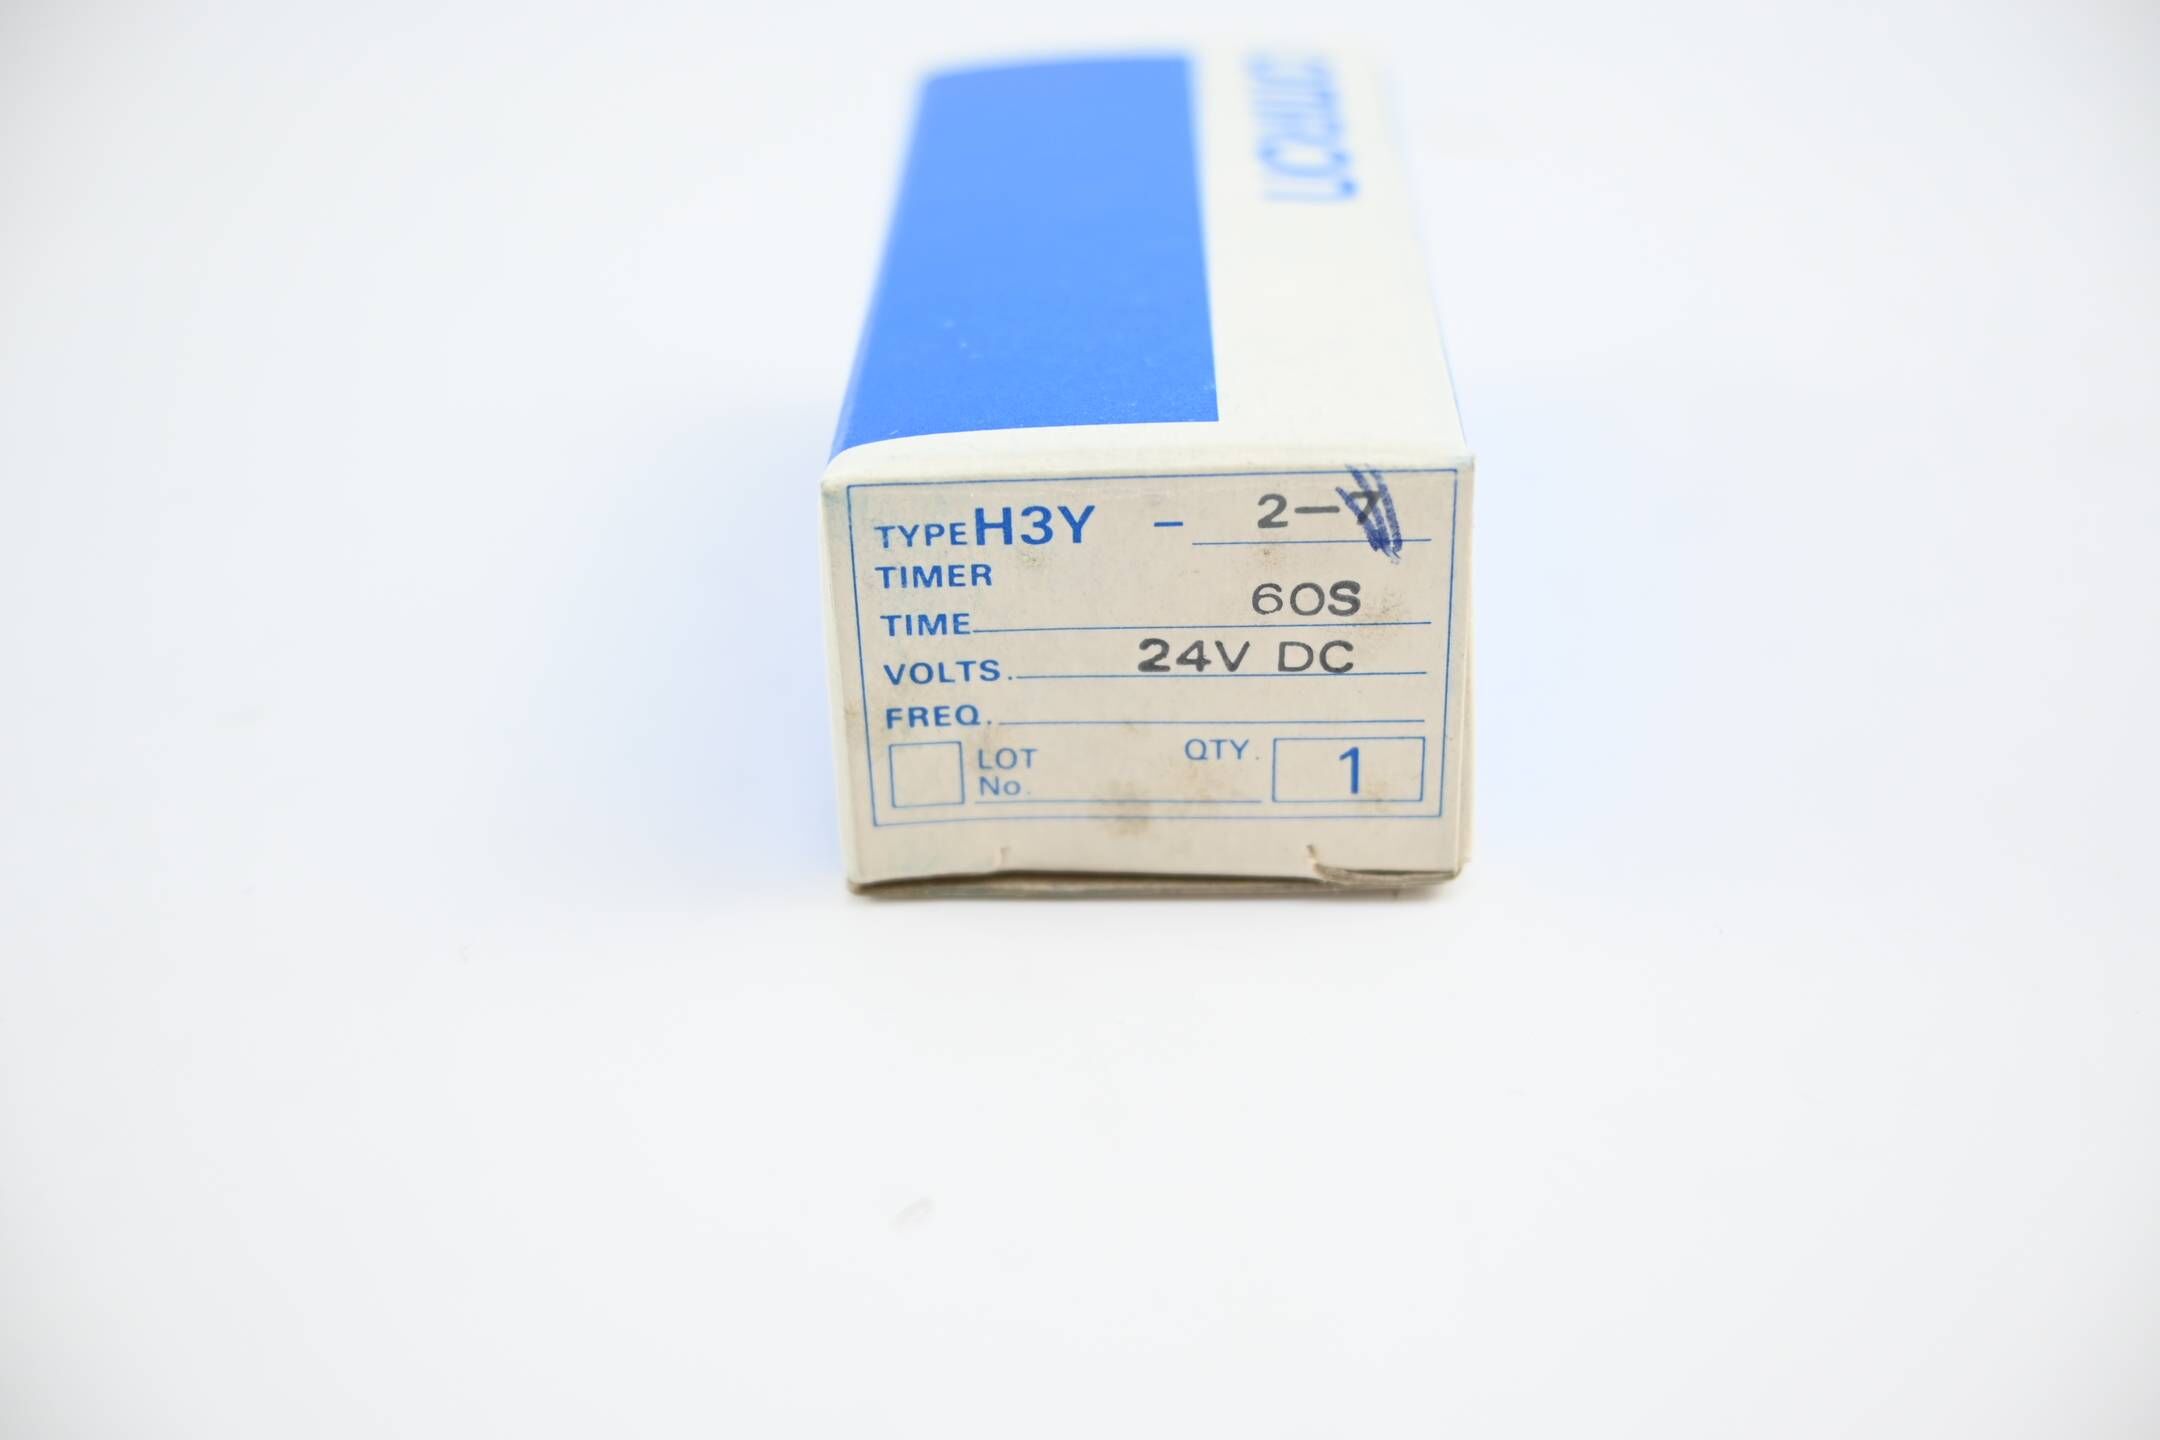 TYPE H3Y - 2-7
TIMER
TIME 60S
VOLTS. 24V DC
FREQ.
LOT No. QTY. 1